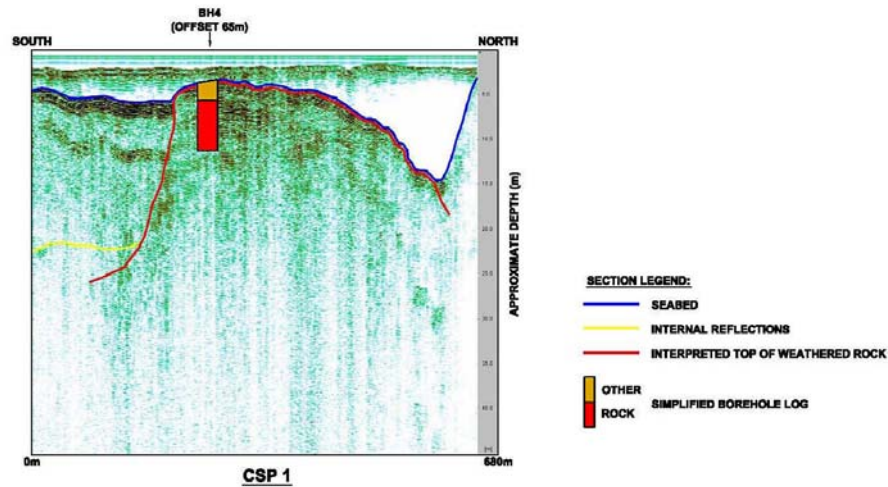 BH4
(OFFSET 65m)
SOUTH
NORTH
APPROXIMATE DEPTH (m)
0m
680m
CSP 1
SECTION LEGEND:
SEABED
INTERNAL REFLECTIONS
INTERPRETED TOP OF WEATHERED ROCK
OTHER
ROCK
SIMPLIFIED BOREHOLE LOG